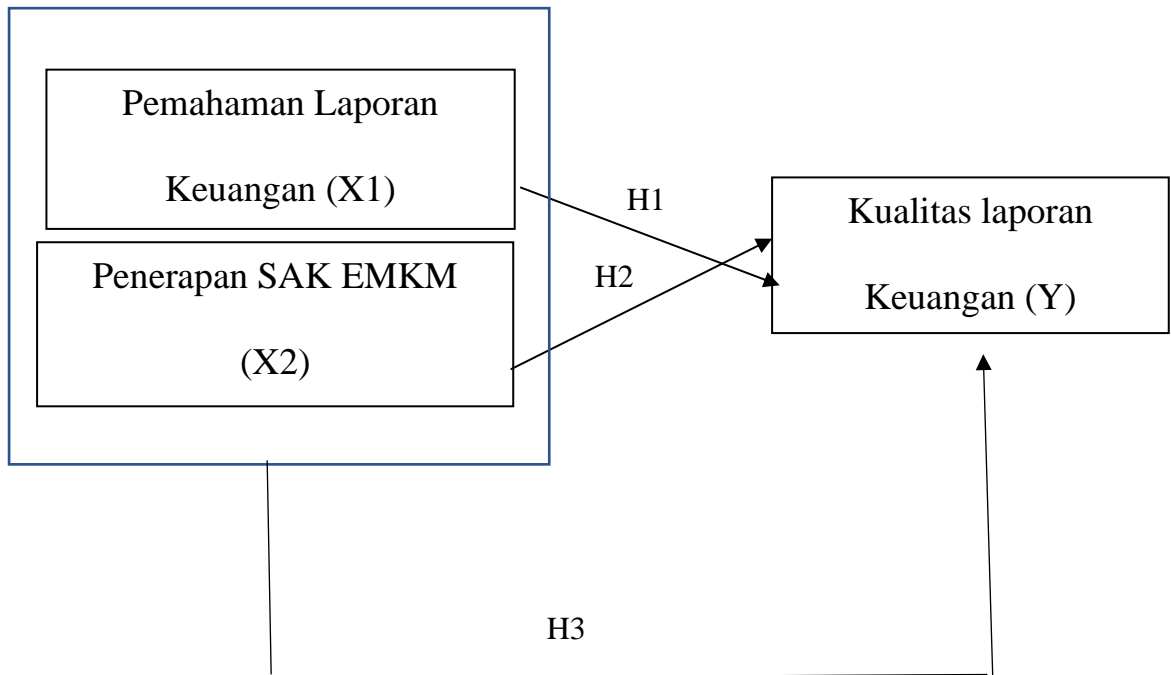 Pemahaman Laporan
Keuangan (X1)
H1
Kualitas laporan
Keuangan (Y)
Penerapan SAK EMKM
(X2)
H2
H3